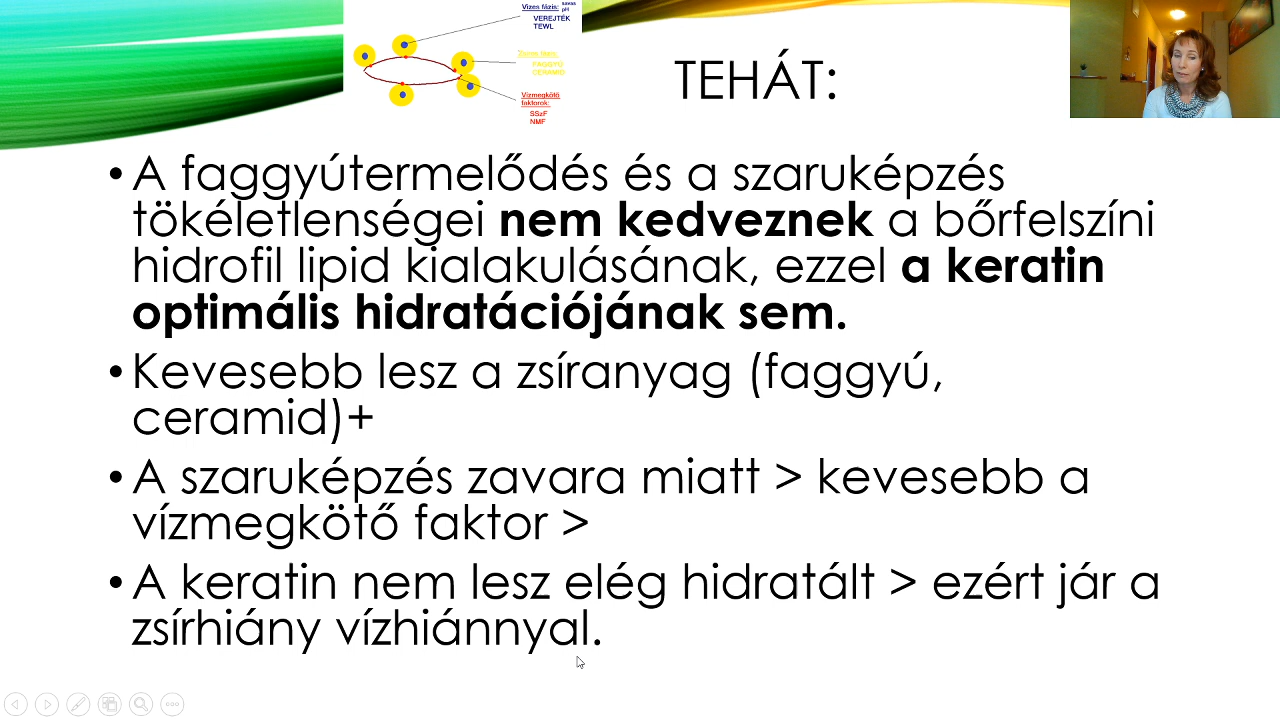 Vizes fázis: savas pH
VEREJTÉK
TEWL
Zsíros fázis:
FAGGYÚ
CERAMID
Vízmegkötő
faktorok:
SSzF
NMF
TEHÁT:
• A faggyútermelődés és a szaruképzés
tökéletlenségei nem kedveznek a bőrfelszíni
hidrofil lipid kialakulásának, ezzel a keratin
optimális hidratációjának sem.
• Kevesebb lesz a zsíranyag (faggyú,
ceramid)+
• A szaruképzés zavara miatt > kevesebb a
vízmegkötő faktor >
• A keratin nem lesz elég hidratált > ezért jár a
zsírhiány vízhiánnyal.